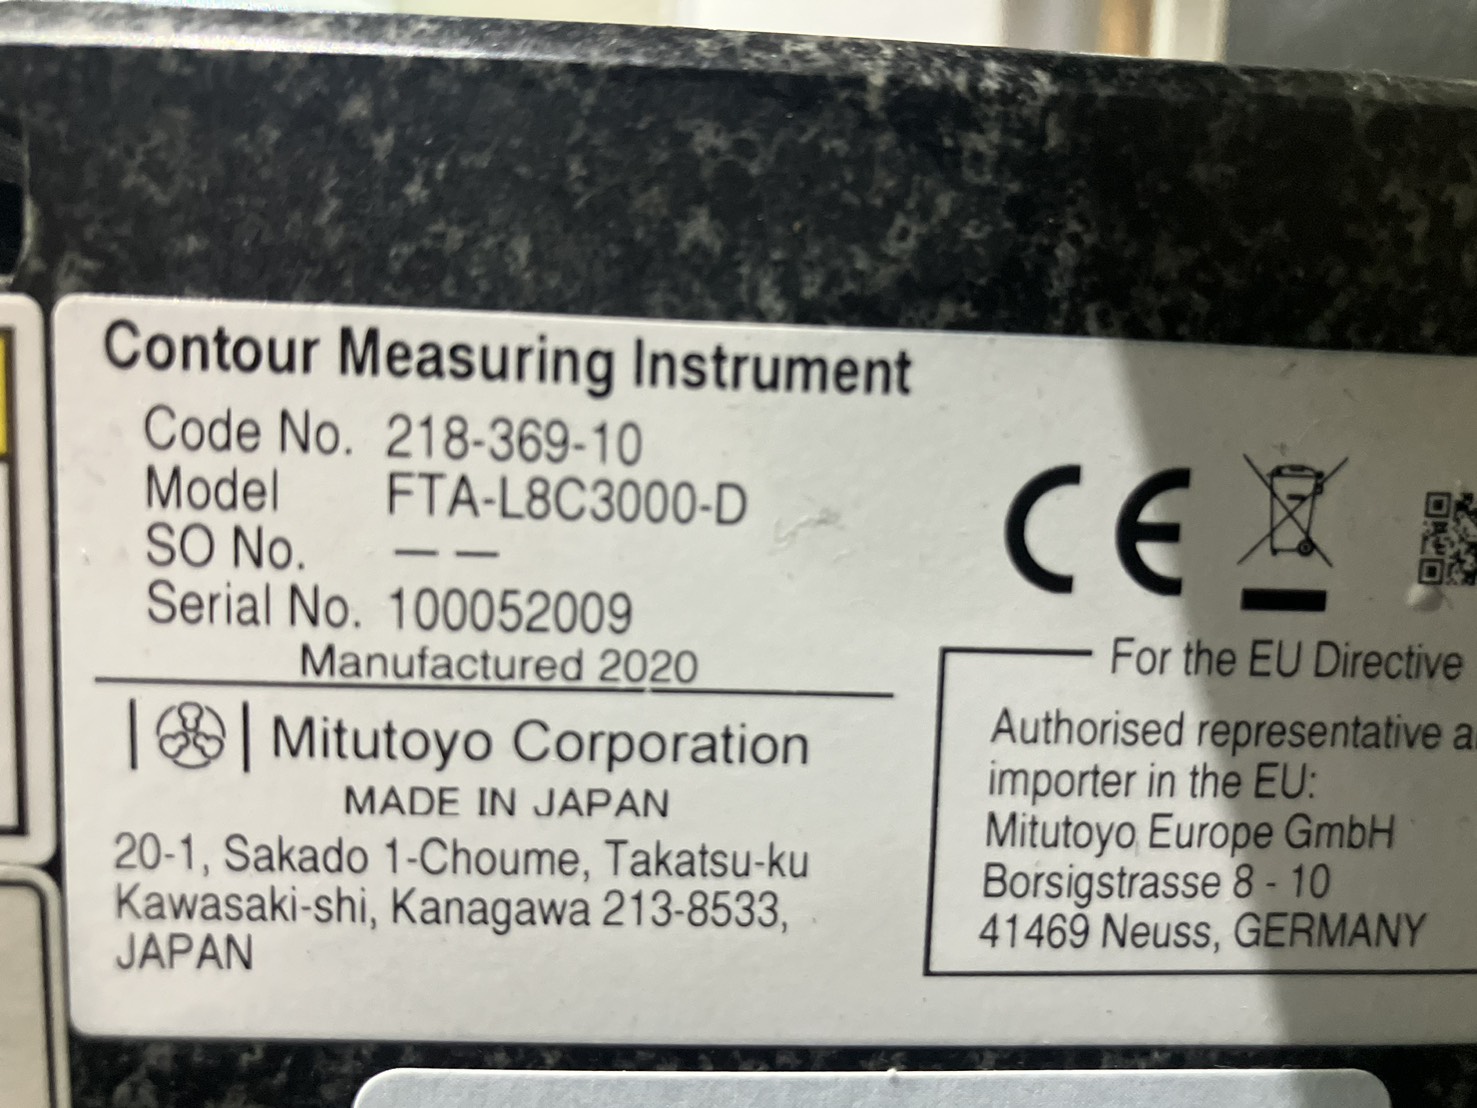 Contour Measuring Instrument
Code No. 218-369-10
Model FTA-L8C3000-D
SO No. — —
Serial No. 100052009
Manufactured 2020
Mitutoyo Corporation
MADE IN JAPAN
20-1, Sakado 1-Choume, Takatsu-ku
Kawasaki-shi, Kanagawa 213-8533,
JAPAN
CE
For the EU Directive
Authorised representative
importer in the EU:
Mitutoyo Europe GmbH
Borsigstrasse 8 - 10
41469 Neuss, GERMANY